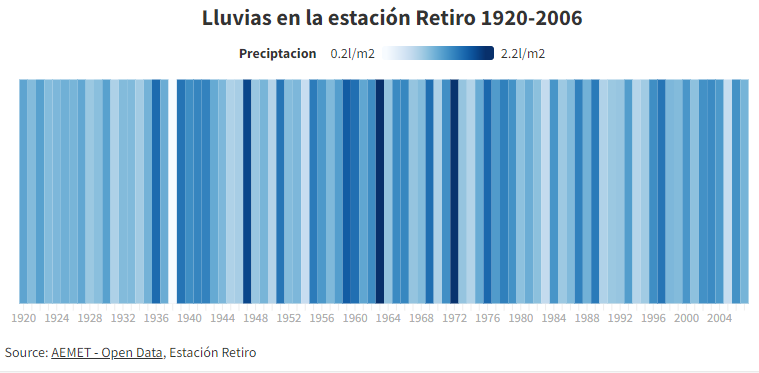 Lluvias en la estación Retiro 1920-2006
Precipitacion 0.2l/m2 2.2l/m2
1920 1924 1928 1932 1936 1940 1944 1948 1952 1956 1960 1964 1968 1972 1976 1980 1984 1988 1992 1996 2000 2004
Source: AEMET - Open Data, Estación Retiro